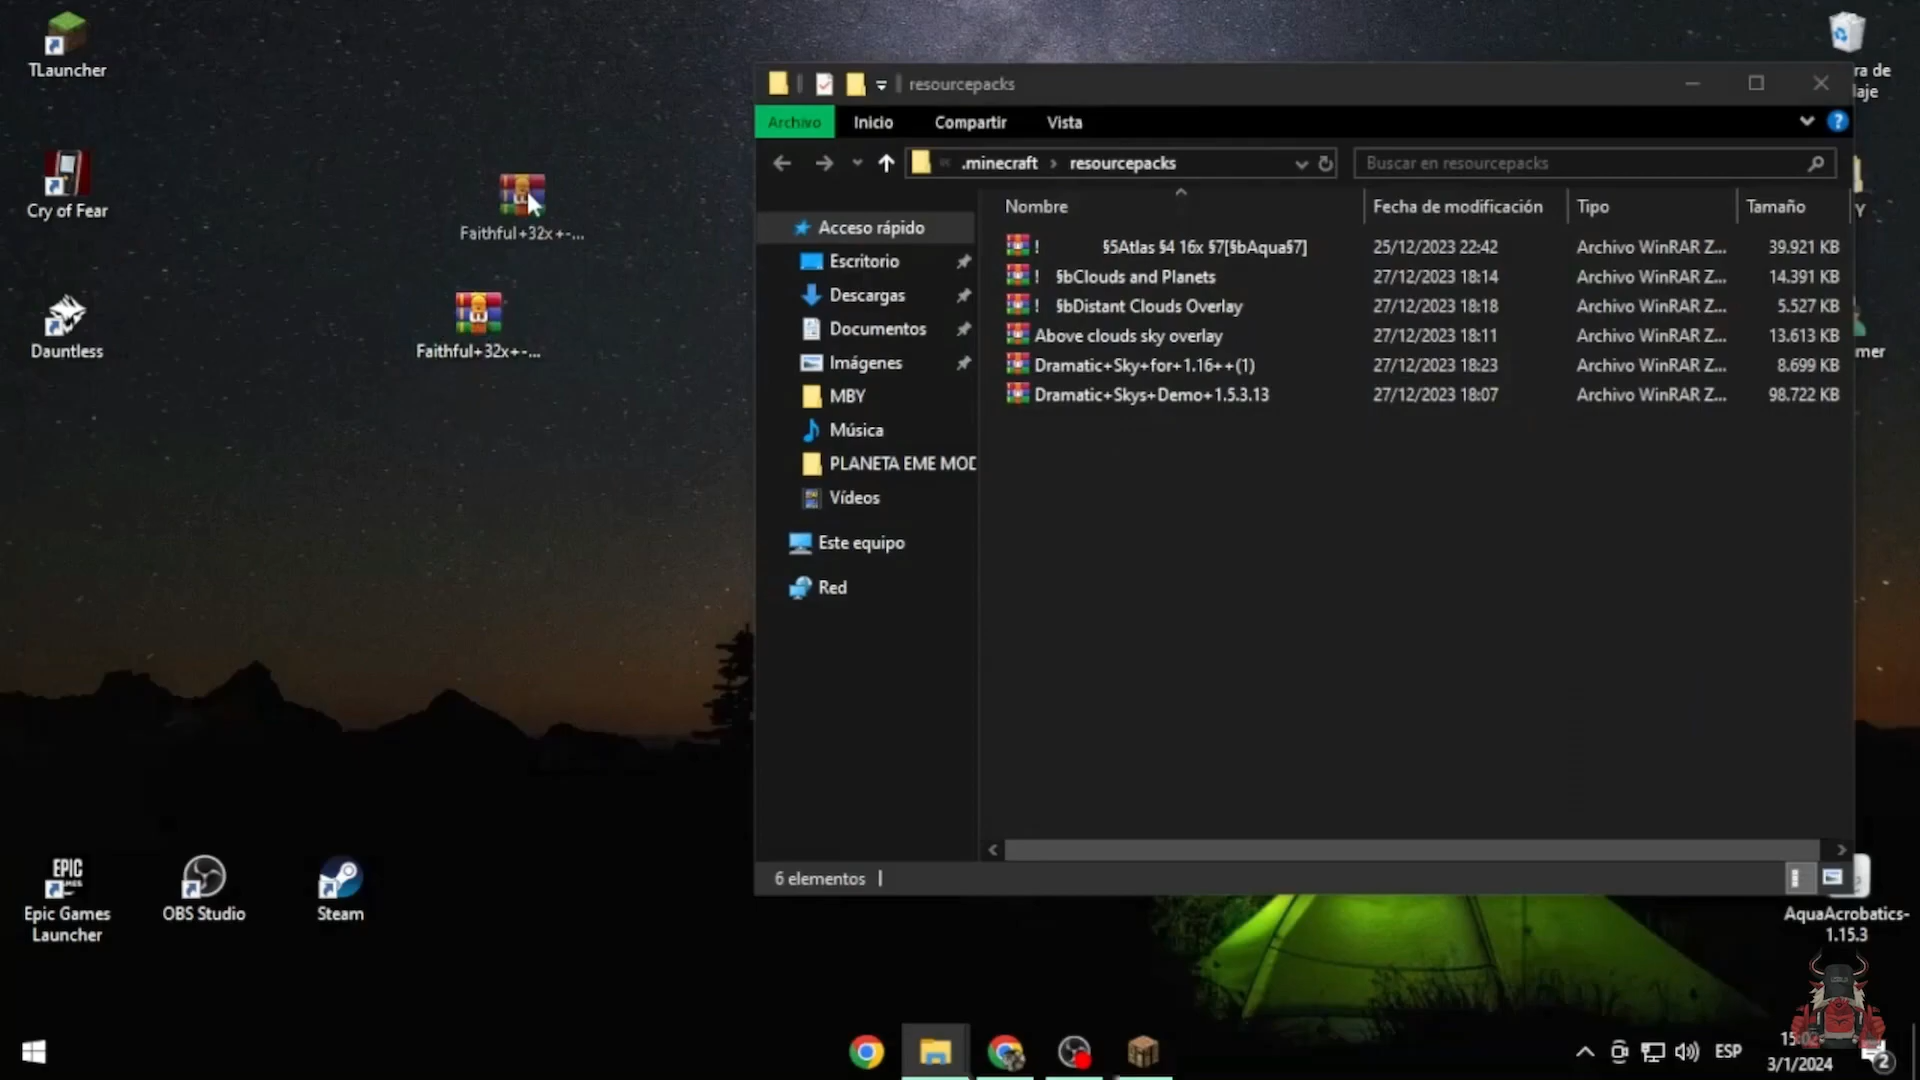 TLauncher
Cry of Fear
Faithful+32x+-...
Faithful+32x+-...
Dauntless
resourcepacks
Archivo
Inicio
Compartir
Vista
.minecraft > resourcepacks
Buscar en resourcepacks
Nombre
Fecha de modificación
Tipo
Tamaño
! §5Atlas §4 16x §7[§bAqua§7] 25/12/2023 22:42 Archivo WinRAR Z... 39.921 KB
! §bClouds and Planets 27/12/2023 18:14 Archivo WinRAR Z... 14.391 KB
! §bDistant Clouds Overlay 27/12/2023 18:18 Archivo WinRAR Z... 5.527 KB
Above clouds sky overlay 27/12/2023 18:11 Archivo WinRAR Z... 13.613 KB
Dramatic+Sky+for+1.16++(1) 27/12/2023 18:23 Archivo WinRAR Z... 8.699 KB
Dramatic+Skys+Demo+1.5.3.13 27/12/2023 18:07 Archivo WinRAR Z... 98.722 KB
Acceso rápido
Escritorio
Descargas
Documentos
Imágenes
MBY
Música
PLANETA EME MOD
Vídeos
Este equipo
Red
6 elementos
ra de
laje
Y
mer
EPIC
Epic Games
Launcher
OBS Studio
Steam
AquaAcrobatics-
1.15.3
ESP
3/1/2024
2